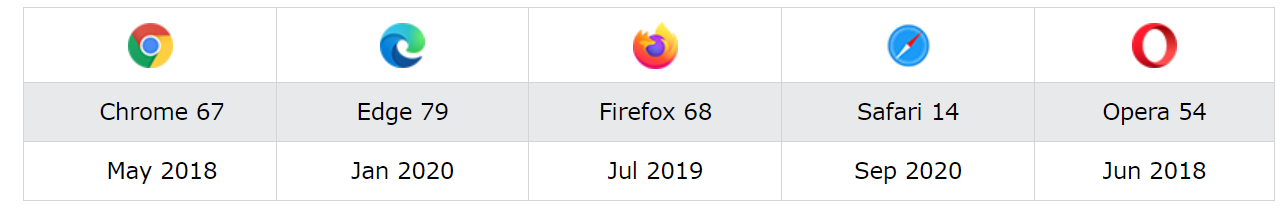 Chrome 67 Edge 79 Firefox 68 Safari 14 Opera 54
May 2018 Jan 2020 Jul 2019 Sep 2020 Jun 2018